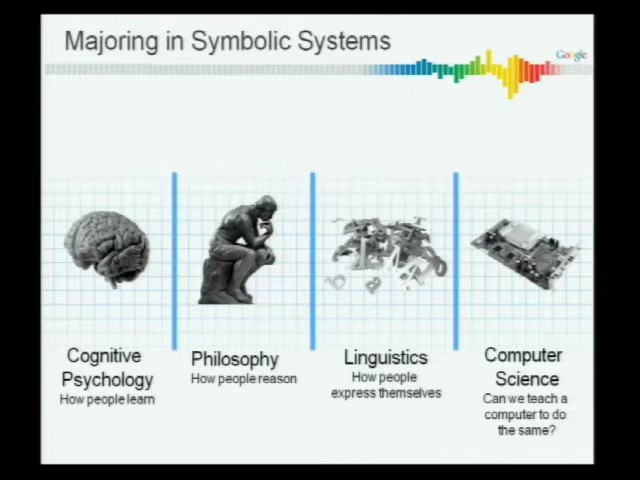 Majoring in Symbolic Systems
Google
Cognitive
Psychology
How people learn
Philosophy
How people reason
Linguistics
How people
express themselves
Computer
Science
Can we teach a
computer to do
the same?